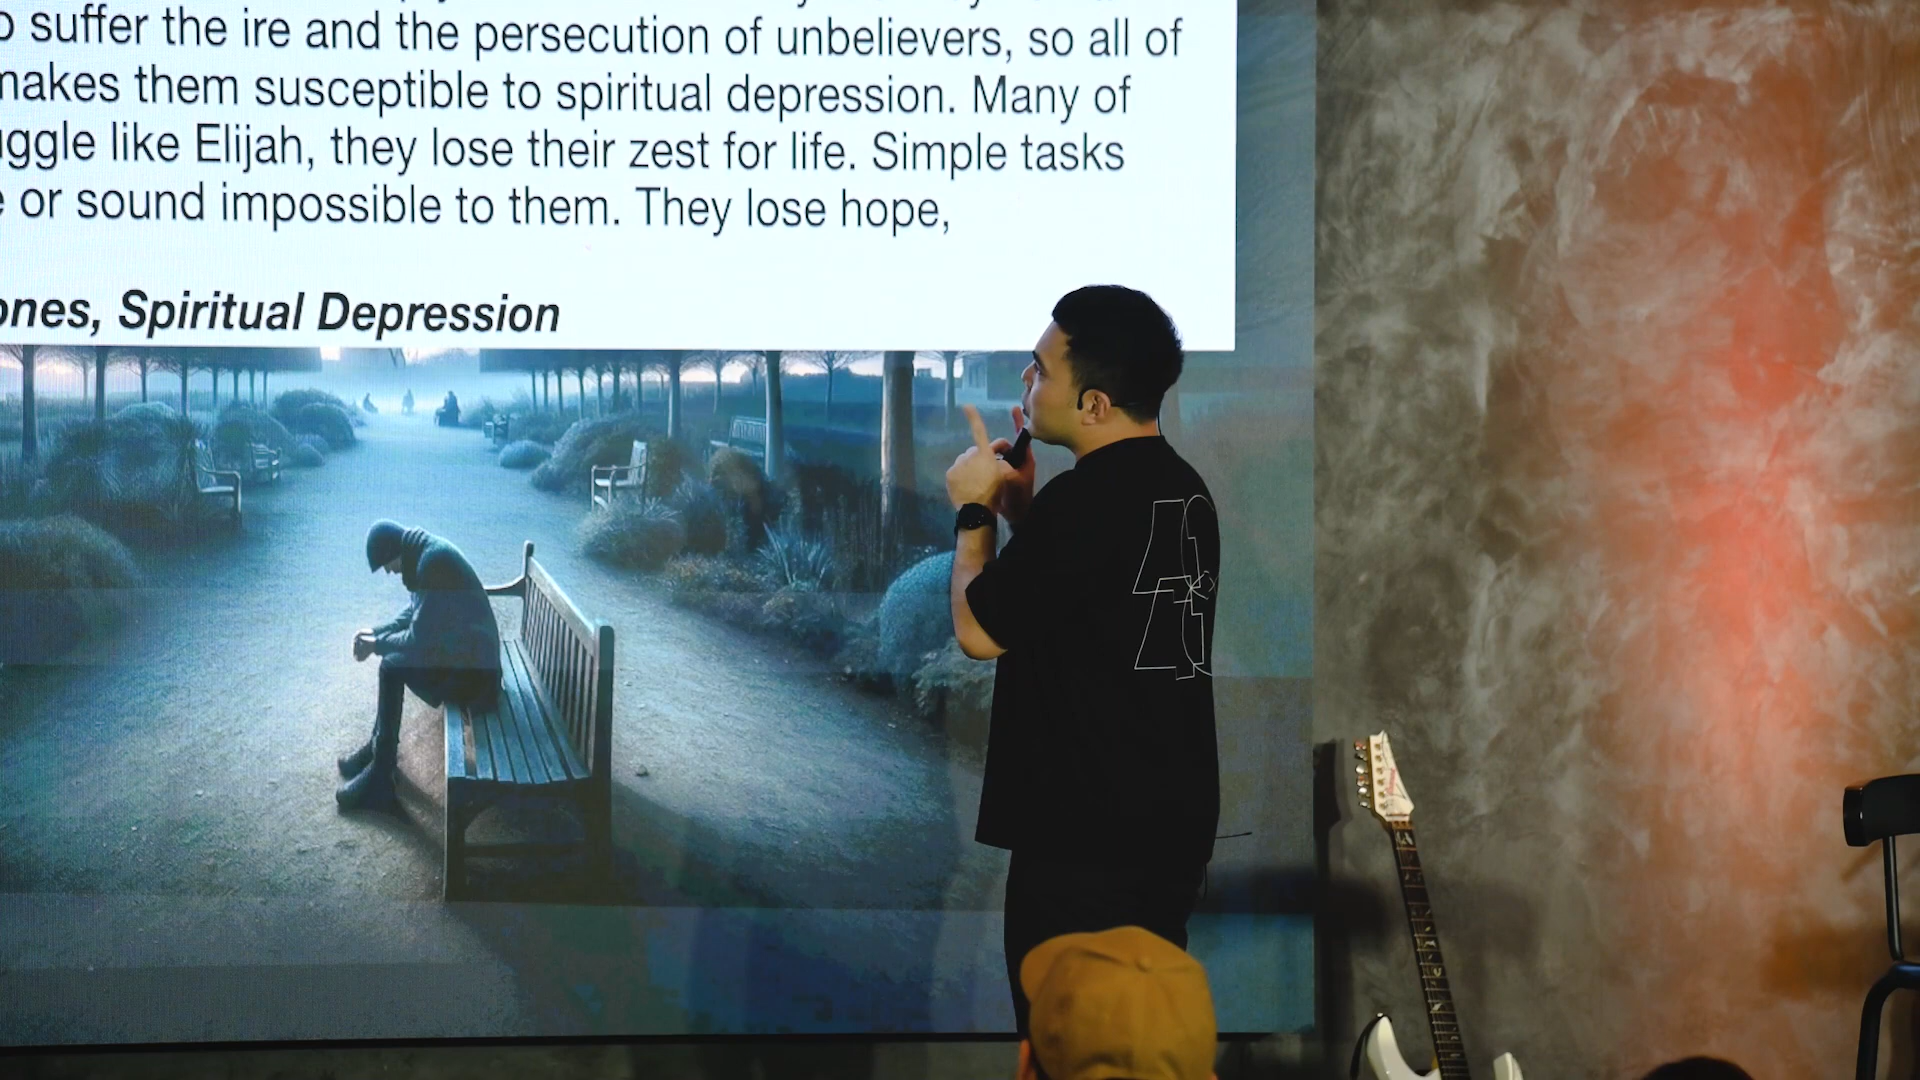 suffer the ire and the persecution of unbelievers, so all of
makes them susceptible to spiritual depression. Many of
like Elijah, they lose their zest for life. Simple tasks
or sound impossible to them. They lose hope,
Spiritual Depression